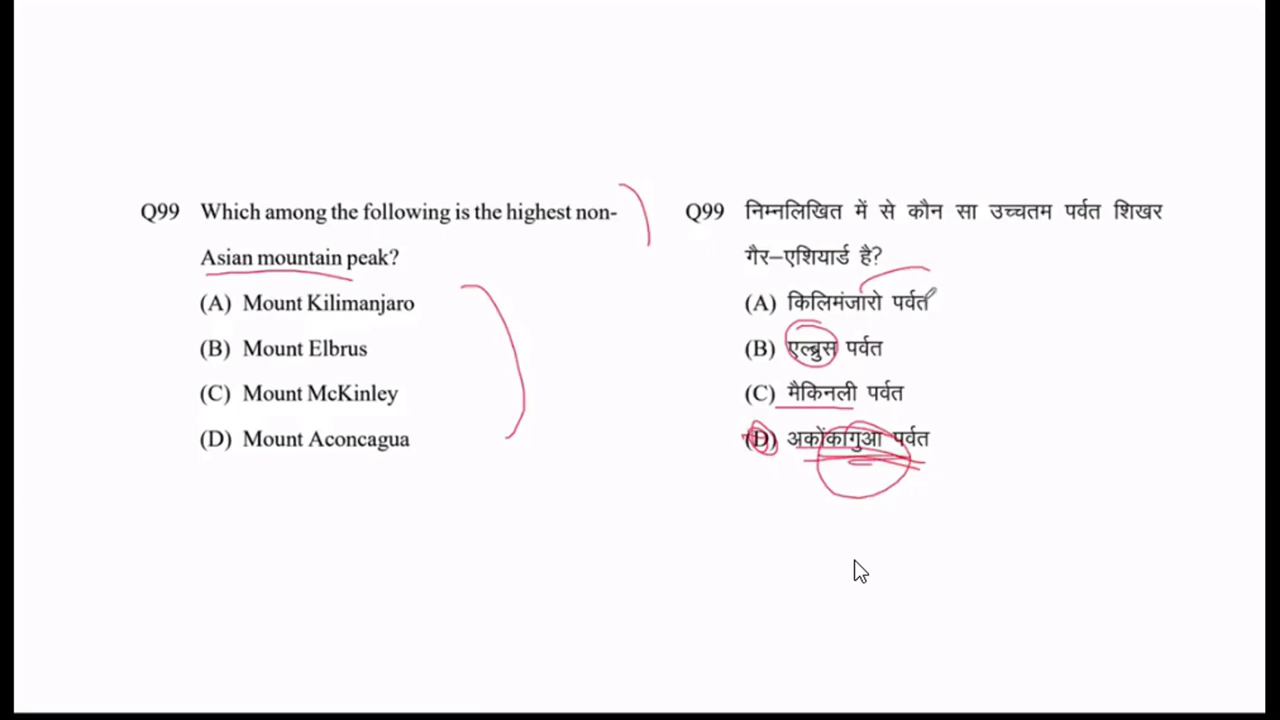 Q99 Which among the following is the highest non-
Asian mountain peak?
(A) Mount Kilimanjaro
(B) Mount Elbrus
(C) Mount McKinley
(D) Mount Aconcagua
Q99 निम्नलिखित में से कौन सा उच्चतम पर्वत शिखर
गैर–एशियाई है?
(A) किलिमंजारो पर्वत
(B) एल्ब्रुस पर्वत
(C) मैकिनली पर्वत
(D) अकोंकागुआ पर्वत